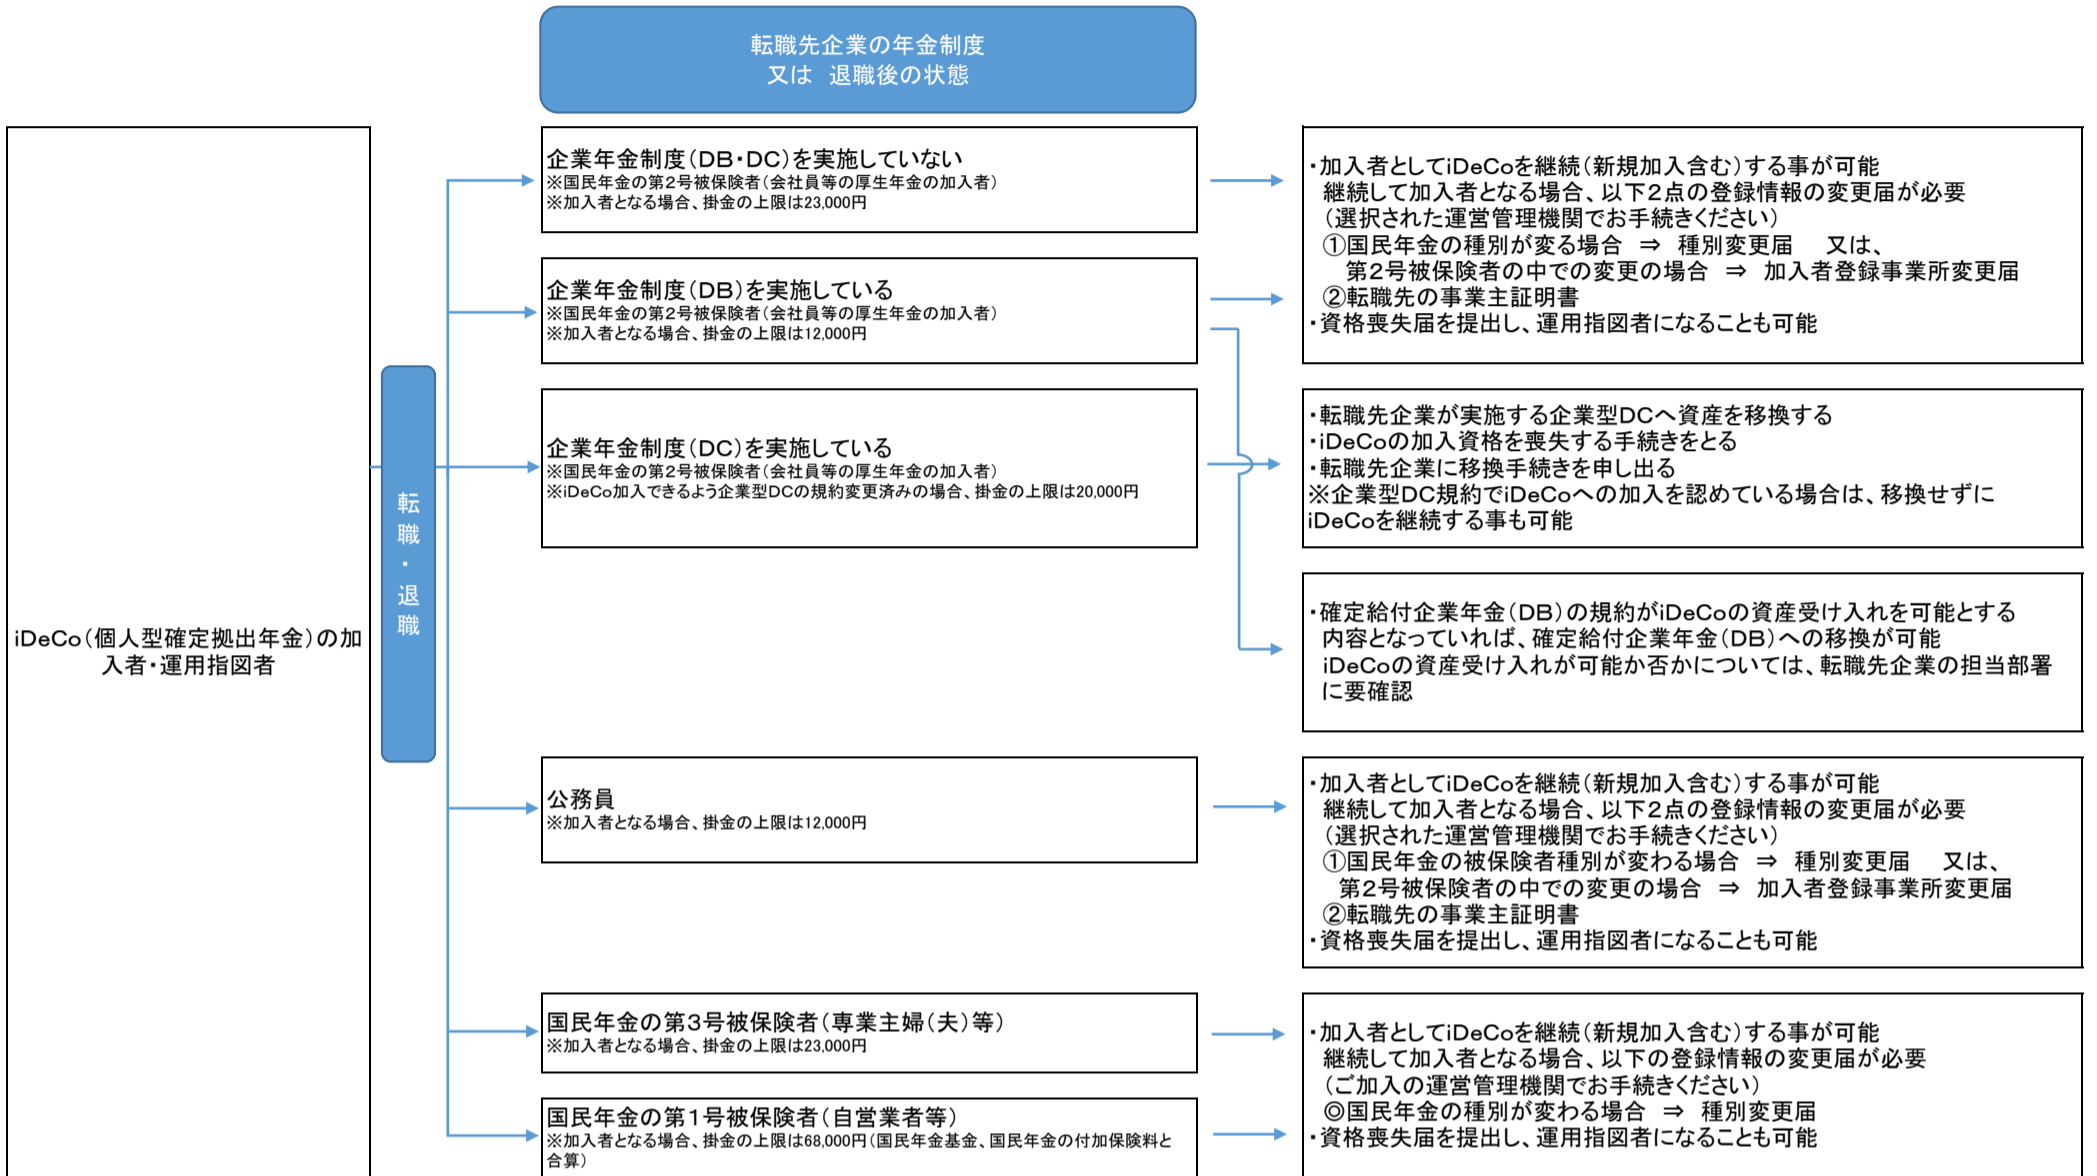 転職先企業の年金制度
又は　退職後の状態
iDeCo(個人型確定拠出年金)の加
入者・運用指図者
転職・退職
企業年金制度(DB・DC)を実施していない
※国民年金の第2号被保険者(会社員等の厚生年金の加入者)
※加入者となる場合、掛金の上限は23,000円
・加入者としてiDeCoを継続(新規加入含む)する事が可能
継続して加入者となる場合、以下2点の登録情報の変更届が必要
(選択された運営管理機関でお手続きください)
①国民年金の種別が変る場合　⇒　種別変更届　　又は、
第2号被保険者の中での変更の場合　⇒　加入者登録事業所変更届
②転職先の事業主証明書
・資格喪失届を提出し、運用指図者になることも可能
企業年金制度(DB)を実施している
※国民年金の第2号被保険者(会社員等の厚生年金の加入者)
※加入者となる場合、掛金の上限は12,000円
企業年金制度(DC)を実施している
※国民年金の第2号被保険者(会社員等の厚生年金の加入者)
※iDeCo加入できるよう企業型DCの規約変更済みの場合、掛金の上限は20,000円
・転職先企業が実施する企業型DCへ資産を移換する
・iDeCoの加入資格を喪失する手続きをとる
・転職先企業に移換手続きを申し出る
※企業型DC規約でiDeCoへの加入を認めている場合は、移換せずに
iDeCoを継続する事も可能
・確定給付企業年金(DB)の規約がiDeCoの資産受け入れを可能とする
内容となっていれば、確定給付企業年金(DB)への移換が可能
iDeCoの資産受け入れが可能か否かについては、転職先企業の担当部署
に要確認
公務員
※加入者となる場合、掛金の上限は12,000円
・加入者としてiDeCoを継続(新規加入含む)する事が可能
継続して加入者となる場合、以下2点の登録情報の変更届が必要
(選択された運営管理機関でお手続きください)
①国民年金の被保険者種別が変わる場合　⇒　種別変更届　　又は、
第2号被保険者の中での変更の場合　⇒　加入者登録事業所変更届
②転職先の事業主証明書
・資格喪失届を提出し、運用指図者になることも可能
国民年金の第3号被保険者(専業主婦(夫)等)
※加入者となる場合、掛金の上限は23,000円
国民年金の第1号被保険者(自営業者等)
※加入者となる場合、掛金の上限は68,000円(国民年金基金、国民年金の付加保険料と
合算)
・加入者としてiDeCoを継続(新規加入含む)する事が可能
継続して加入者となる場合、以下の登録情報の変更届が必要
(ご加入の運営管理機関でお手続きください)
◎国民年金の種別が変わる場合　⇒　種別変更届
・資格喪失届を提出し、運用指図者になることも可能